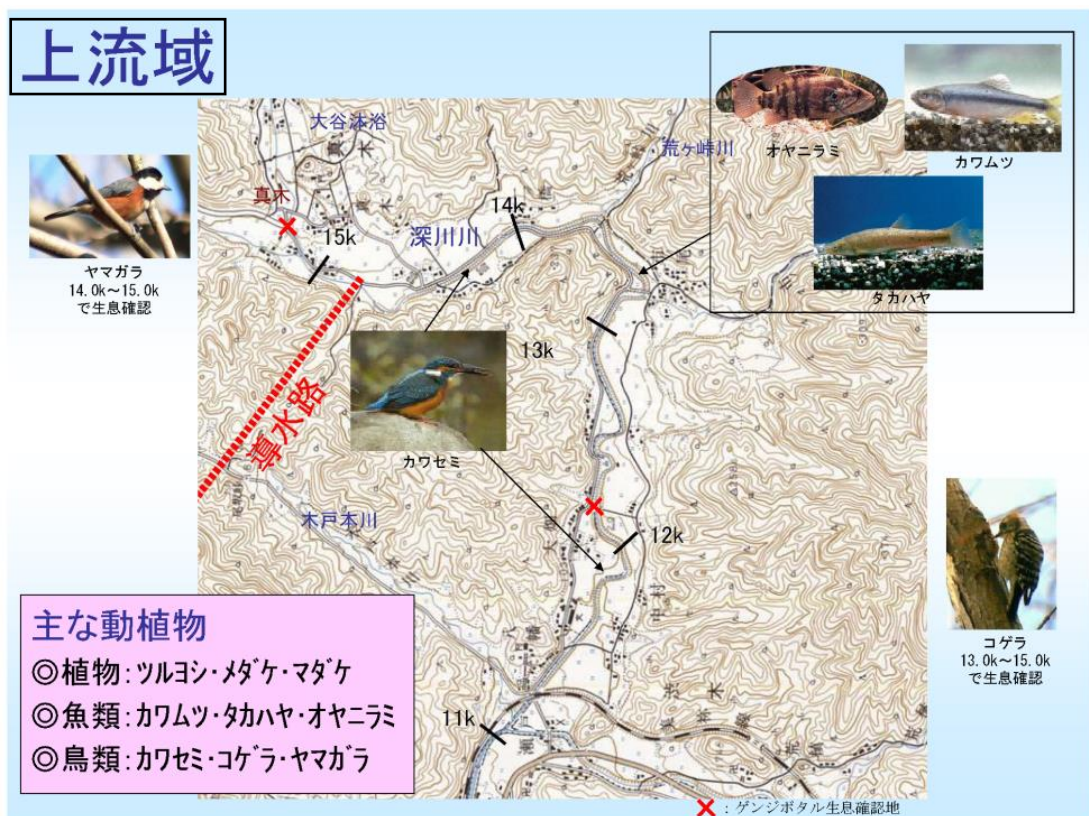 上流域
大谷沐浴
荒ヶ峠川
オヤニラミ
カワムツ
タカハヤ
真木
14k
15k
深川川
ヤマガラ
14.0k～15.0k
で生息確認
13k
導水路
カワセミ
木戸本川
12k
コゲラ
13.0k～15.0k
で生息確認
主な動植物
◎植物：ﾂﾙﾖｼ・ﾒﾀﾞｹ・ﾏﾀﾞｹ
◎魚類：ｶﾜﾑﾂ・ﾀｶﾊﾔ・ｵﾔﾆﾗﾐ
◎鳥類：ｶﾜｾﾐ・ｺｹﾞﾗ・ﾔﾏｶﾞﾗ
11k
×：ゲンジボタル生息確認地